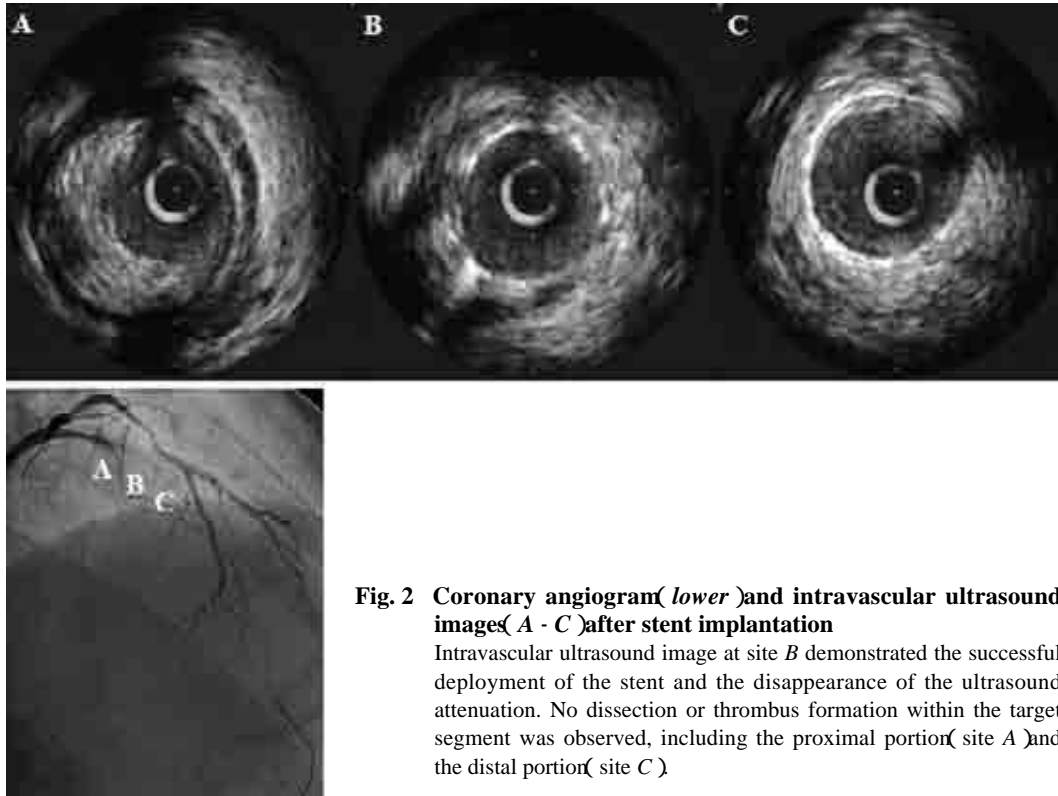 A B C
A
B
C
Fig. 2 Coronary angiogram( lower )and intravascular ultrasound
images( A - C )after stent implantation
Intravascular ultrasound image at site B demonstrated the successful
deployment of the stent and the disappearance of the ultrasound
attenuation. No dissection or thrombus formation within the target
segment was observed, including the proximal portion( site A )and
the distal portion( site C ).